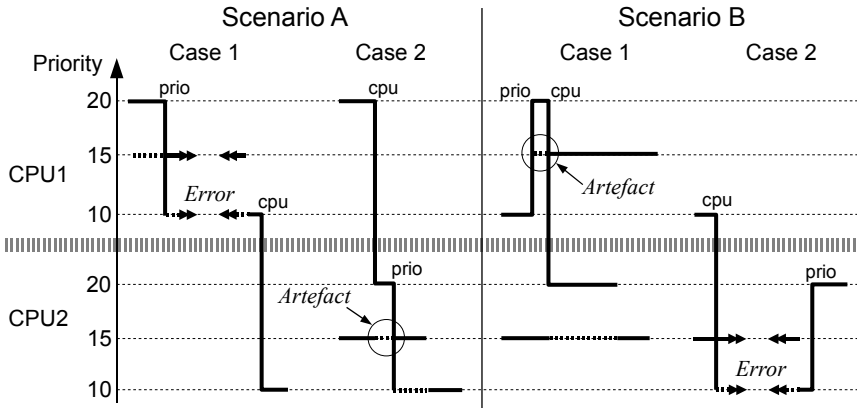 Scenario A
Scenario B
Case 1
Case 2
Case 1
Case 2
Priority
prio
cpu
prio
cpu
20
15
CPU1
Error
Artefact
10
cpu
cpu
20
prio
prio
Artefact
CPU2
15
Error
10